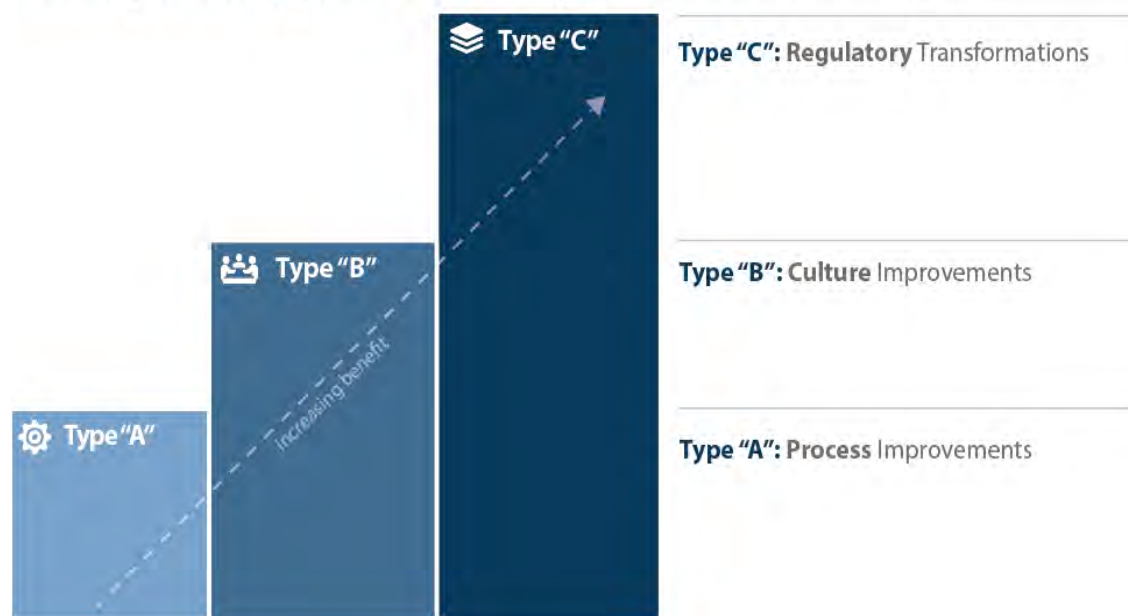 Type “C”
Type “C”: Regulatory Transformations
Type “B”
Type “B”: Culture Improvements
increasing benefit
Type “A”
Type “A”: Process Improvements